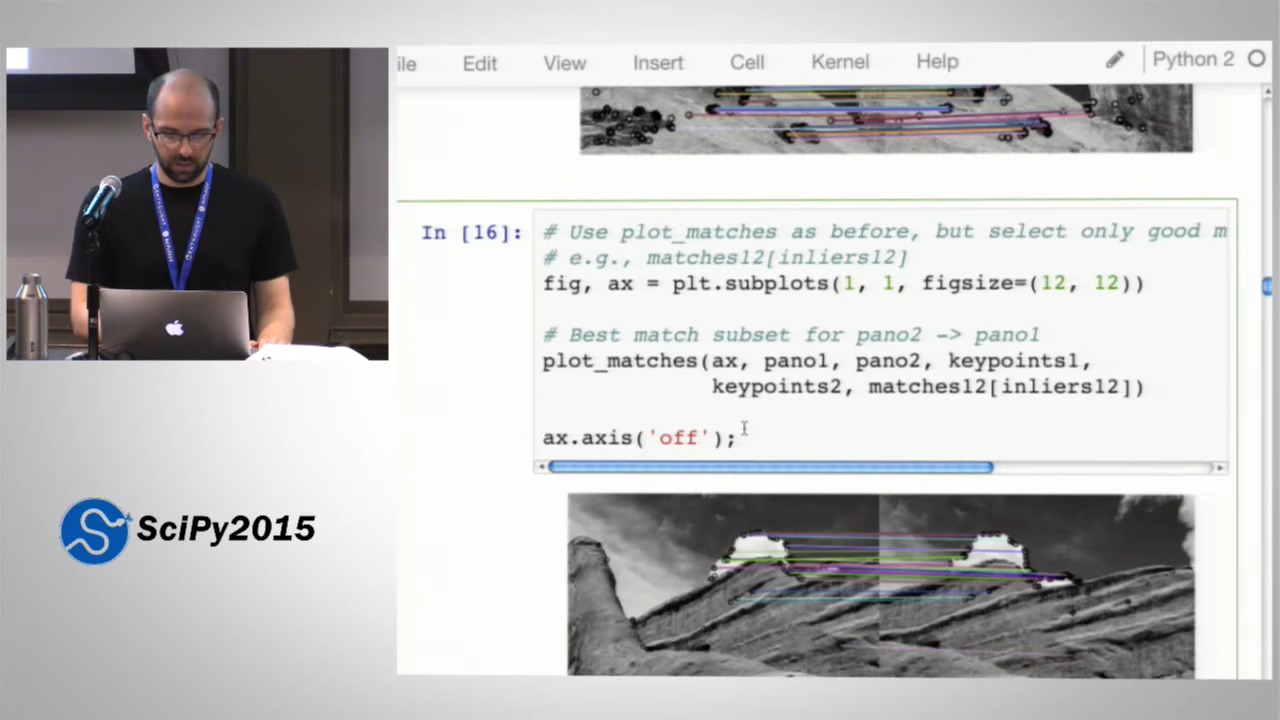 ile Edit View Insert Cell Kernel Help Python 2
In [16]:
# Use plot_matches as before, but select only good m
# e.g., matches12[inliers12]
fig, ax = plt.subplots(1, 1, figsize=(12, 12))
# Best match subset for pano2 -> pano1
plot_matches(ax, pano1, pano2, keypoints1,
keypoints2, matches12[inliers12])
ax.axis('off');
SciPy2015